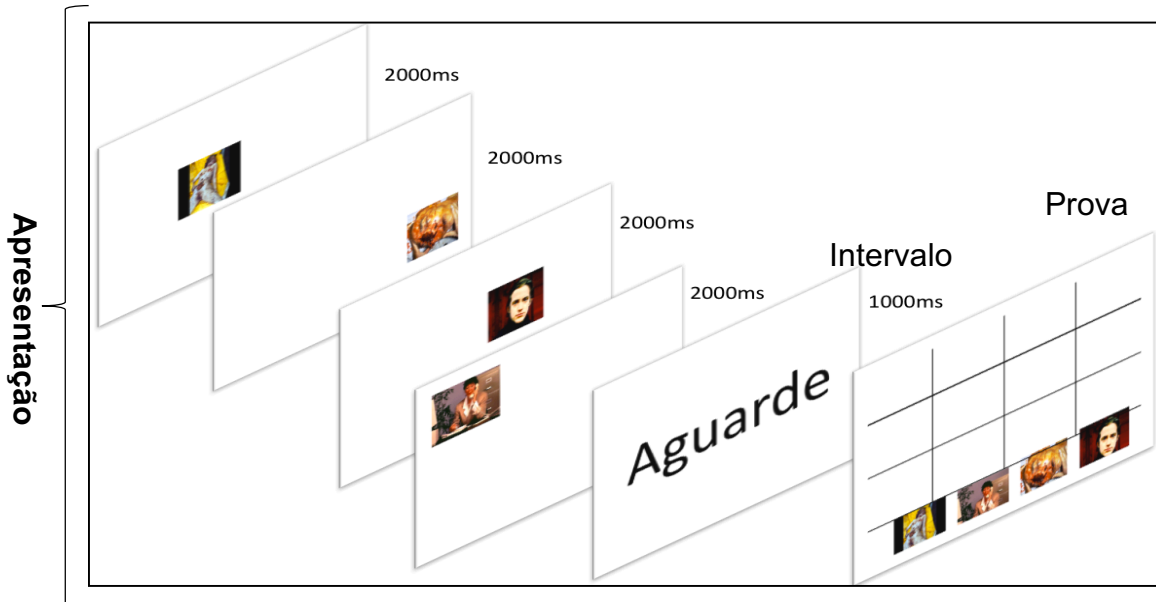 Apresentação
2000ms
2000ms
2000ms
2000ms
Intervalo
1000ms
Prova
Aguarde